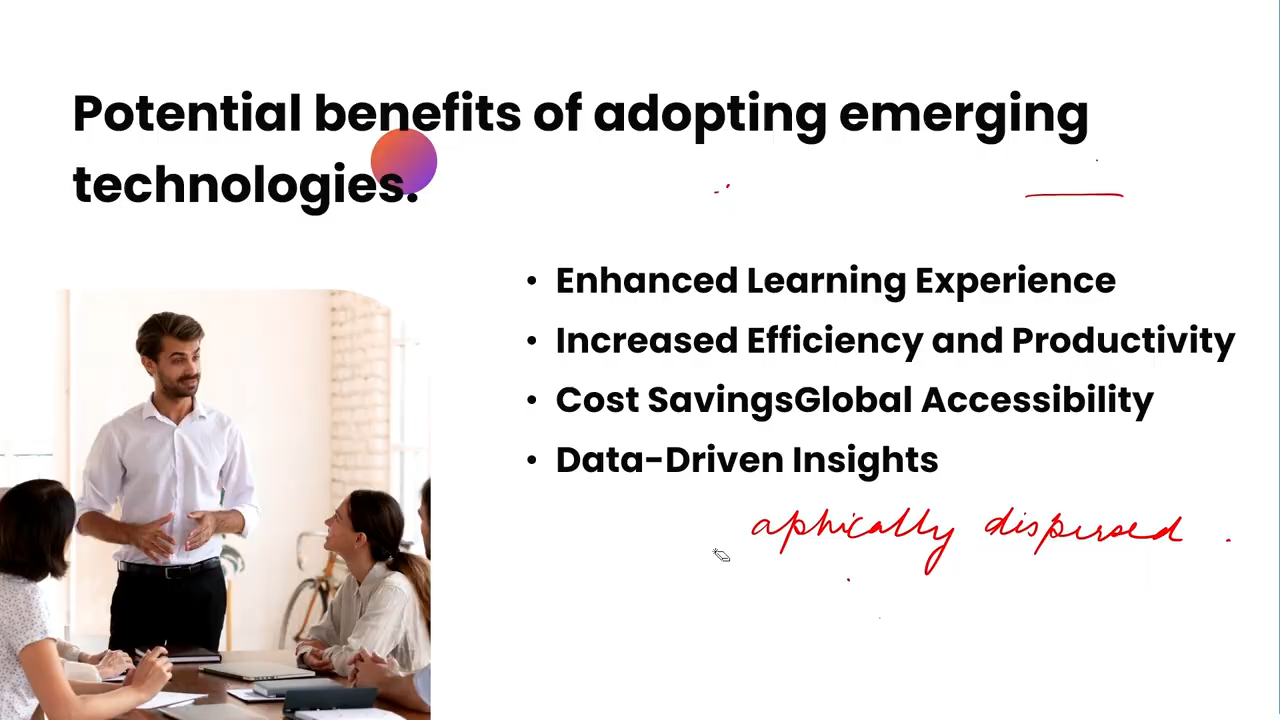 Potential benefits of adopting emerging
technologies.
• Enhanced Learning Experience
• Increased Efficiency and Productivity
• Cost SavingsGlobal Accessibility
• Data-Driven Insights
aphically dispersed